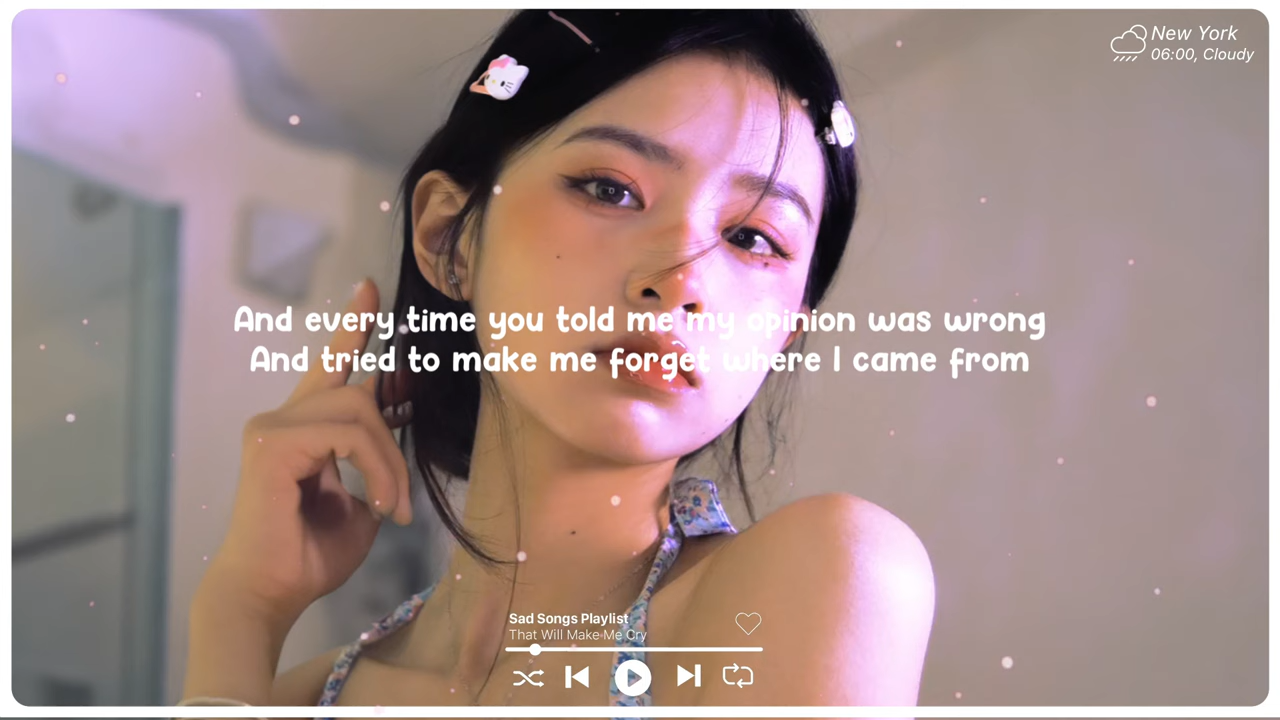 New York
06:00, Cloudy
And every time you told me my opinion was wrong
And tried to make me forget where I came from
Sad Songs Playlist
That Will Make Me Cry